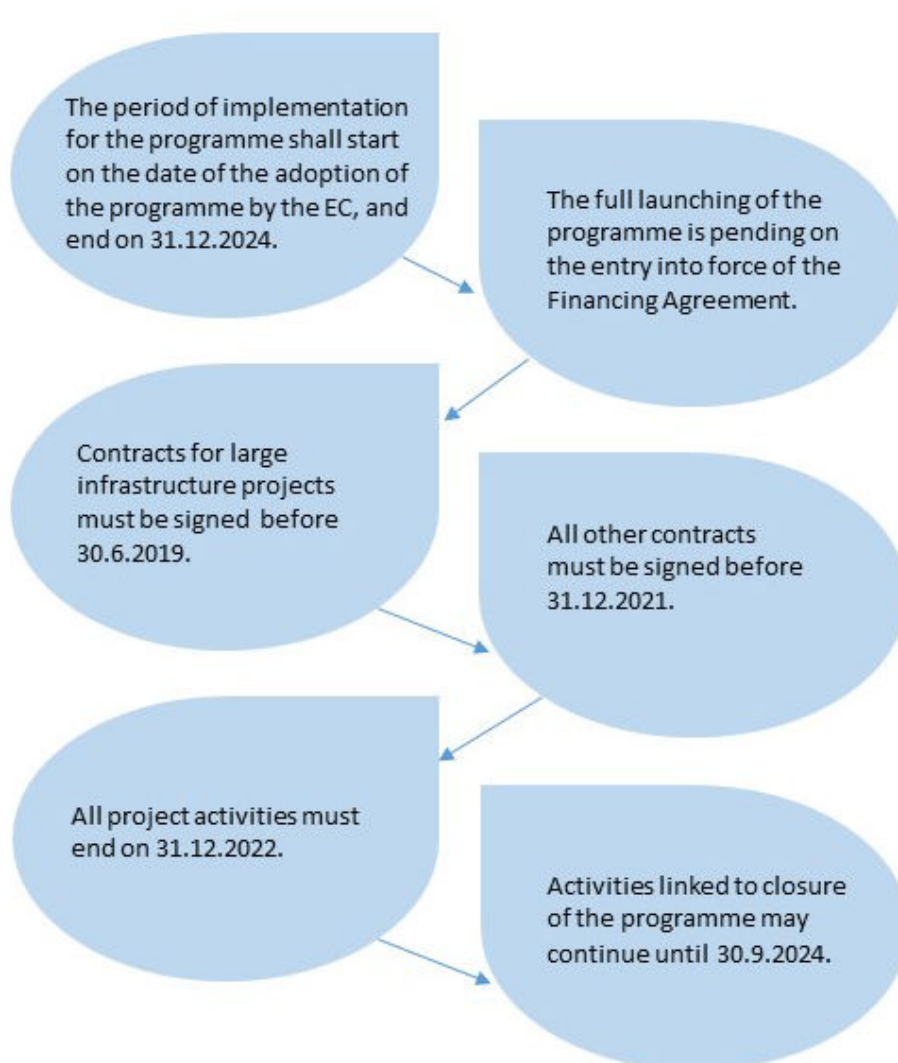 The period of implementation
for the programme shall start
on the date of the adoption of
the programme by the EC, and
end on 31.12.2024.
The full launching of the
programme is pending on
the entry into force of the
Financing Agreement.
Contracts for large
infrastructure projects
must be signed before
30.6.2019.
All other contracts
must be signed before
31.12.2021.
All project activities must
end on 31.12.2022.
Activities linked to closure
of the programme may
continue until 30.9.2024.